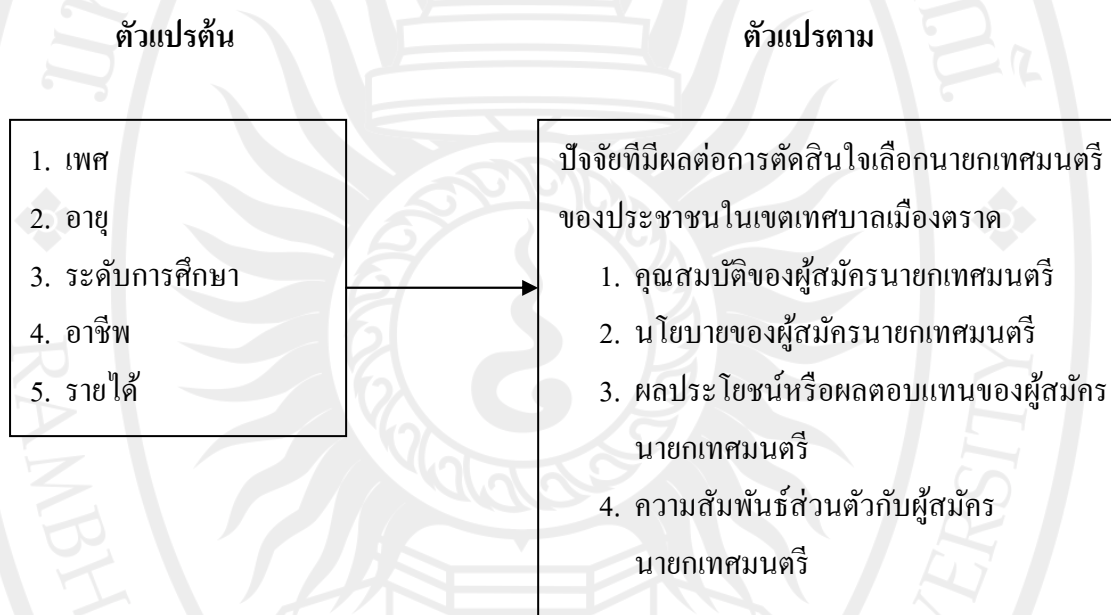 ตัวแปรต้น
ตัวแปรตาม
1. เพศ
2. อายุ
3. ระดับการศึกษา
4. อาชีพ
5. รายได้
ปัจจัยที่มีผลต่อการตัดสินใจเลือกนายกเทศมนตรี
ของประชาชนในเขตเทศบาลเมืองตราด
1. คุณสมบัติของผู้สมัครนายกเทศมนตรี
2. นโยบายของผู้สมัครนายกเทศมนตรี
3. ผลประโยชน์หรือผลตอบแทนของผู้สมัคร
นายกเทศมนตรี
4. ความสัมพันธ์ส่วนตัวกับผู้สมัคร
นายกเทศมนตรี